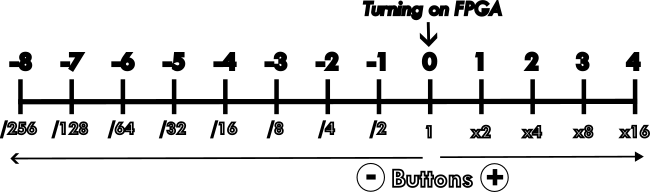 Turning on FPGA
-8 -7 -6 -5 -4 -3 -2 -1 0 1 2 3 4
/256 /128 /64 /32 /16 /8 /4 /2 1 x2 x4 x8 x16
- Buttons +